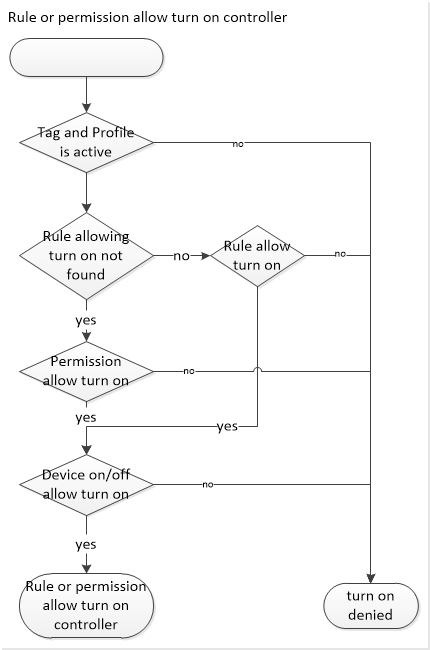 Rule or permission allow turn on controller
Tag and Profile
is active
no
Rule allowing
turn on not
found
no
Rule allow
turn on
no
yes
Permission
allow turn on
no
yes
yes
Device on/off
allow turn on
no
yes
Rule or permission
allow turn on
controller
turn on
denied